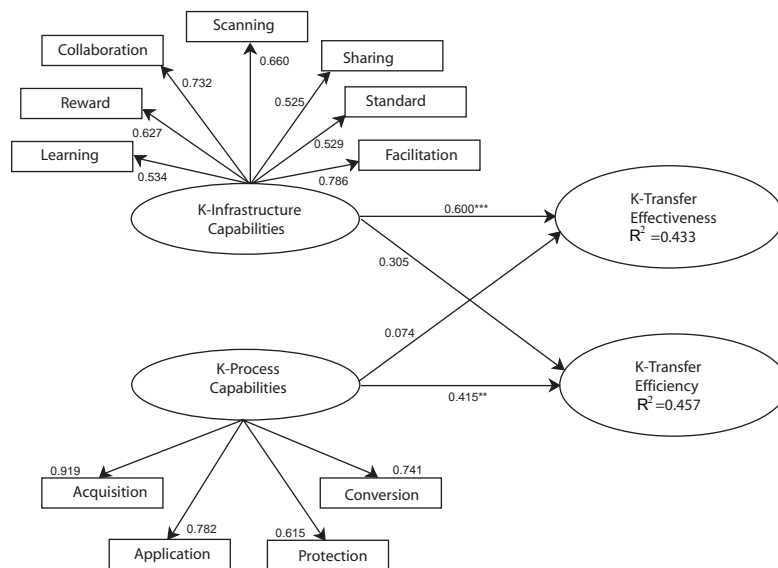 Scanning
Collaboration
Sharing
0.660
0.732
Reward
0.525
Standard
0.627
0.529
Learning
Facilitation
0.534
0.786
K-Infrastructure
Capabilities
0.600***
K-Transfer
Effectiveness
R² =0.433
0.305
0.074
K-Process
Capabilities
K-Transfer
Efficiency
R² =0.457
0.415**
0.919
0.741
Acquisition
Conversion
0.782
0.615
Application
Protection